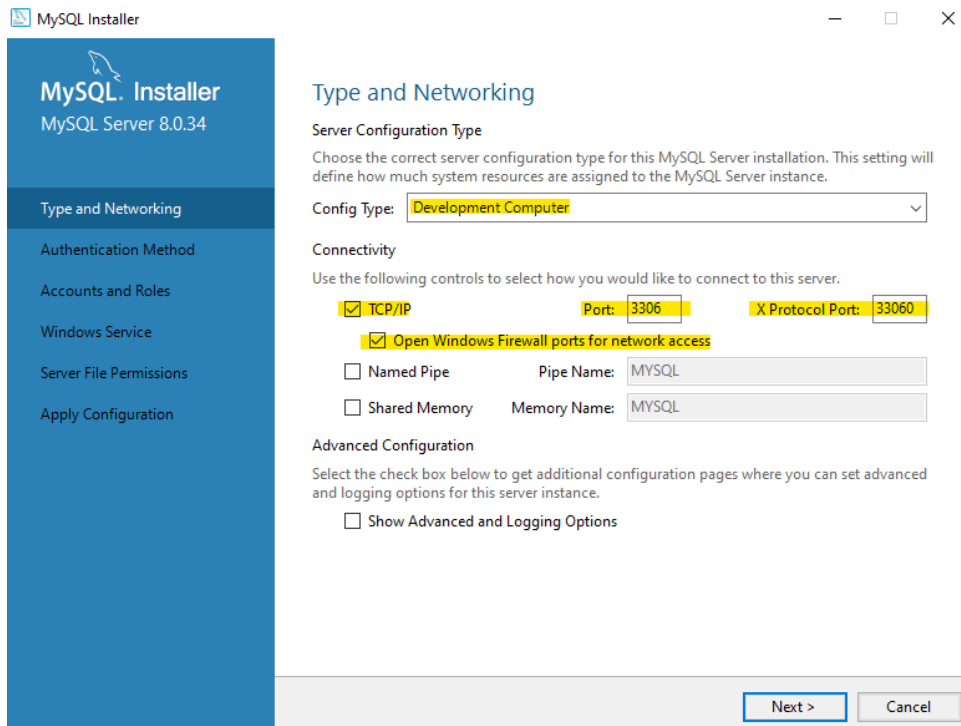 MySQL Installer
MySQL. Installer
MySQL Server 8.0.34
Type and Networking
Authentication Method
Accounts and Roles
Windows Service
Server File Permissions
Apply Configuration
Type and Networking
Server Configuration Type
Choose the correct server configuration type for this MySQL Server installation. This setting will
define how much system resources are assigned to the MySQL Server instance.
Config Type: Development Computer
Connectivity
Use the following controls to select how you would like to connect to this server.
TCP/IP Port: 3306 X Protocol Port: 33060
Open Windows Firewall ports for network access
Named Pipe Pipe Name: MYSQL
Shared Memory Memory Name: MYSQL
Advanced Configuration
Select the check box below to get additional configuration pages where you can set advanced
and logging options for this server instance.
Show Advanced and Logging Options
Next > Cancel